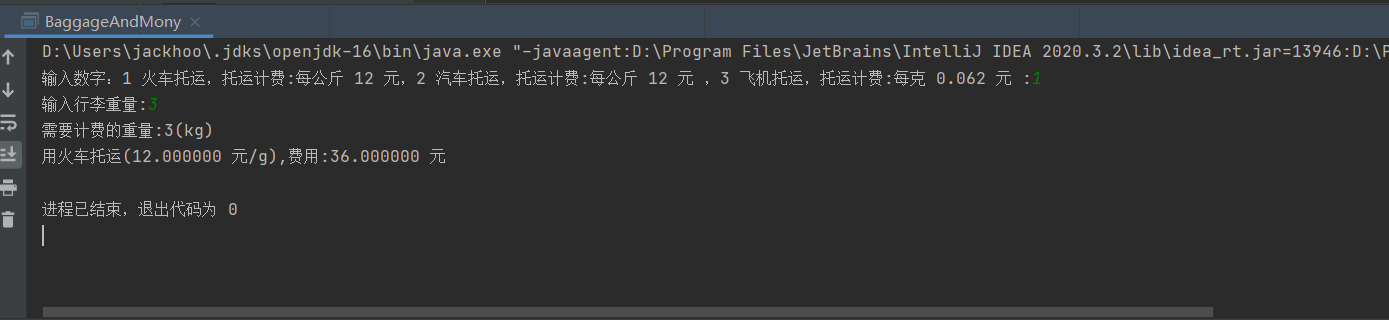 BaggageAndMony
D:\Users\jackhoo\.jdks\openjdk-16\bin\java.exe "-javaagent:D:\Program Files\JetBrains\IntelliJ IDEA 2020.3.2\lib\idea_rt.jar=13946:D:\P
输入数字：1 火车托运，托运计费:每公斤 12 元，2 汽车托运，托运计费:每公斤 12 元 ，3 飞机托运，托运计费:每克 0.062 元 :1
输入行李重量:3
需要计费的重量:3(kg)
用火车托运(12.000000 元/g),费用:36.000000 元
进程已结束，退出代码为 0